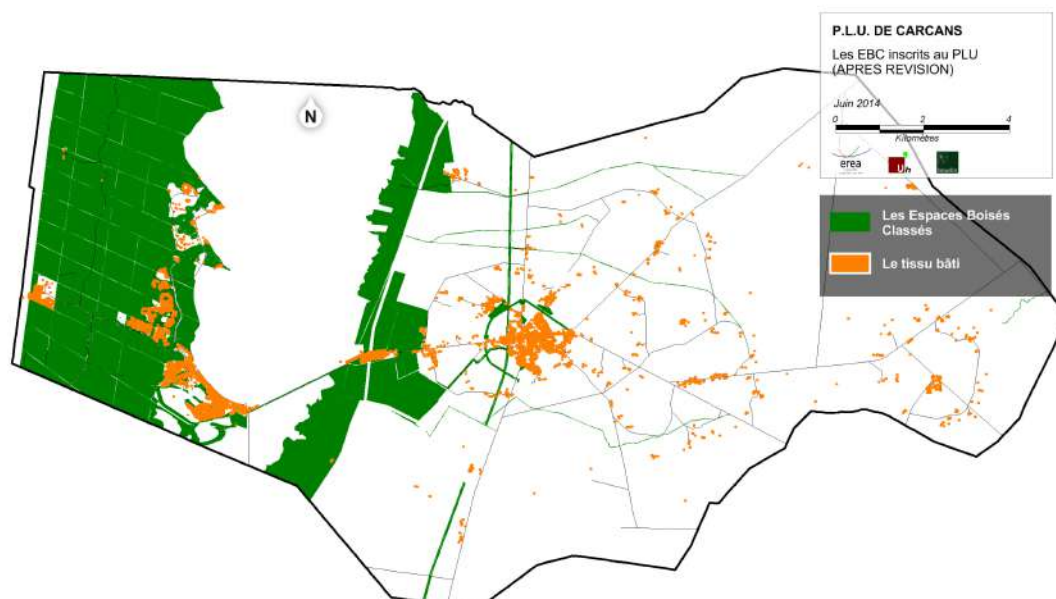 P.L.U. DE CARCANS
Les EBC inscrits au PLU
(APRES REVISION)
Juin 2014
0 2 4
Kilomètres
erea
N
Les Espaces Boisés
Classés
Le tissu bâti